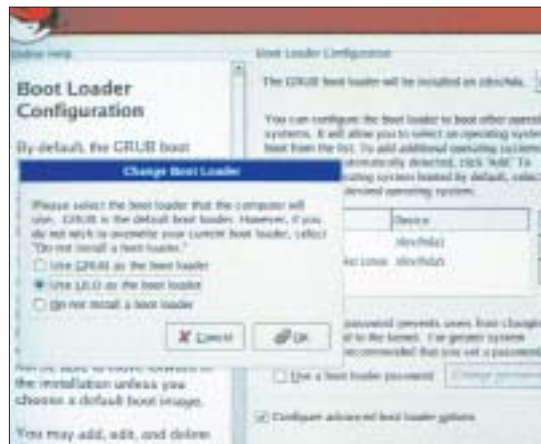 Online Help
Boot Loader
Configuration
By default, the GRUB boot
the installation unless you
choose a default boot image.
You may add, edit, and delete
Boot Loader Configuration
The GRUB boot loader will be installed on /dev/hda.
You can configure the boot loader to boot other
systems. It will allow you to select an operating system
boot from the list. To add additional operating systems
automatically detected, click "Add." To
operating system booted by default, select
desired operating system.
Device
/dev/hda1
Linux /dev/hda5
password prevents users from changing
to the kernel. For greater system
recommended that you set a password
Use a boot loader password
Configure advanced boot loader options
Change Boot Loader
Please select the boot loader that the computer will
use. GRUB is the default boot loader. However, if you
do not wish to overwrite your current boot loader, select
"Do not install a boot loader."
Use GRUB as the boot loader
Use LILO as the boot loader
Do not install a boot loader
Cancel
OK